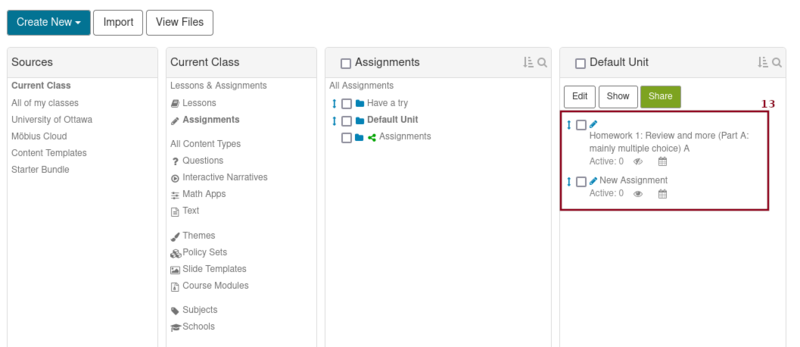 Create New
Import
View Files
Sources
Current Class
All of my classes
University of Ottawa
Möbius Cloud
Content Templates
Starter Bundle
Current Class
Lessons & Assignments
Lessons
Assignments
All Content Types
Questions
Interactive Narratives
Math Apps
Text
Themes
Policy Sets
Slide Templates
Course Modules
Subjects
Schools
Assignments
All Assignments
Have a try
Default Unit
Assignments
Default Unit
Edit
Show
Share
13
Homework 1: Review and more (Part A:
mainly multiple choice) A
Active: 0
New Assignment
Active: 0